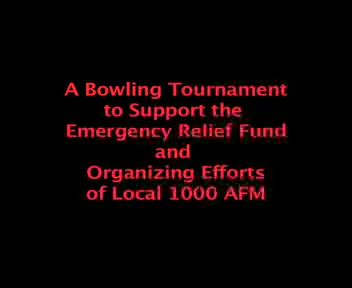 A Bowling Tournament
to Support the
Emergency Relief Fund
and
Organizing Efforts
of Local 1000 AFM